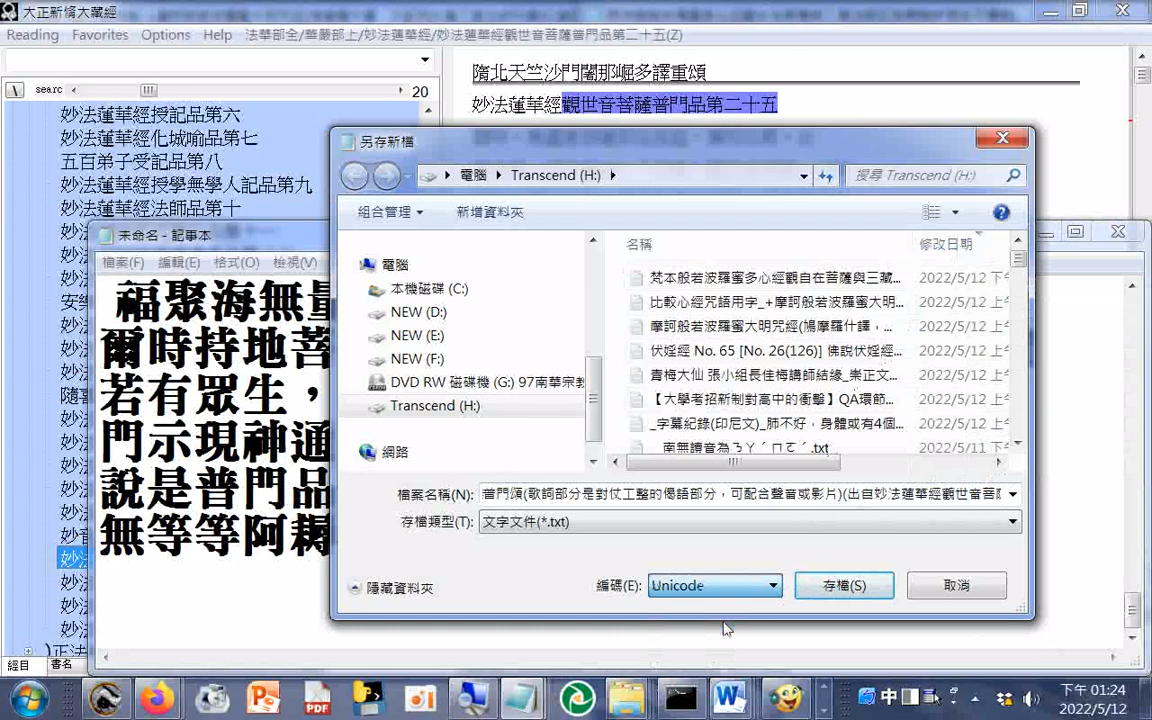 大正新脩大藏經
Reading Favorites Options Help 法華部全/華嚴部上/妙法蓮華經/妙法蓮華經觀世音菩薩普門品第二十五(Z)
searc 20
妙法蓮華經授記品第六
妙法蓮華經化城喻品第七
五百弟子受記品第八
妙法蓮華經授學無學人記品第九
妙法蓮華經法師品第十
隋北天竺沙門闍那崛多譯重頌
妙法蓮華經觀世音菩薩普門品第二十五
經目 書名
未命名 - 記事本
檔案(F) 編輯(E) 格式(O) 檢視(V)
福聚海無量
爾時持地菩
若有眾生，
門示現神通
說是普門品
無等等阿耨
另存新檔
電腦 Transcend (H:) 搜尋 Transcend (H:)
組合管理 新增資料夾
電腦
本機磁碟 (C:)
NEW (D:)
NEW (E:)
NEW (F:)
DVD RW 磁碟機 (G:) 97南華宗教
Transcend (H:)
網路
名稱 修改日期
梵本般若波羅蜜多心經觀自在菩薩與三藏... 2022/5/12 下午
比較心經咒語用字_+摩訶般若波羅蜜大明... 2022/5/12 上午
摩訶般若波羅蜜大明咒經(鳩摩羅什譯，... 2022/5/12 上午
伏婬經 No. 65 [No. 26(126)] 佛說伏婬經... 2022/5/12 上午
青梅大仙 張小組長佳梅講師結緣_崇正文... 2022/5/12 上午
【大學考招新制對高中的衝擊】QA環節... 2022/5/12 上午
_字幕紀錄(印尼文)_肺不好，身體或有4個... 2022/5/12 上午
南無讀音為ㄋㄚˊㄇㄛˊ.txt 2022/5/11 下午
檔案名稱(N): 普門頌(歌詞部分是對仗工整的偈語部分，可配合聲音或影片)(出自妙法蓮華經觀世音菩
存檔類型(T): 文字文件(*.txt)
隱藏資料夾 編碼(E): Unicode 存檔(S) 取消
中 下午 01:24
2022/5/12